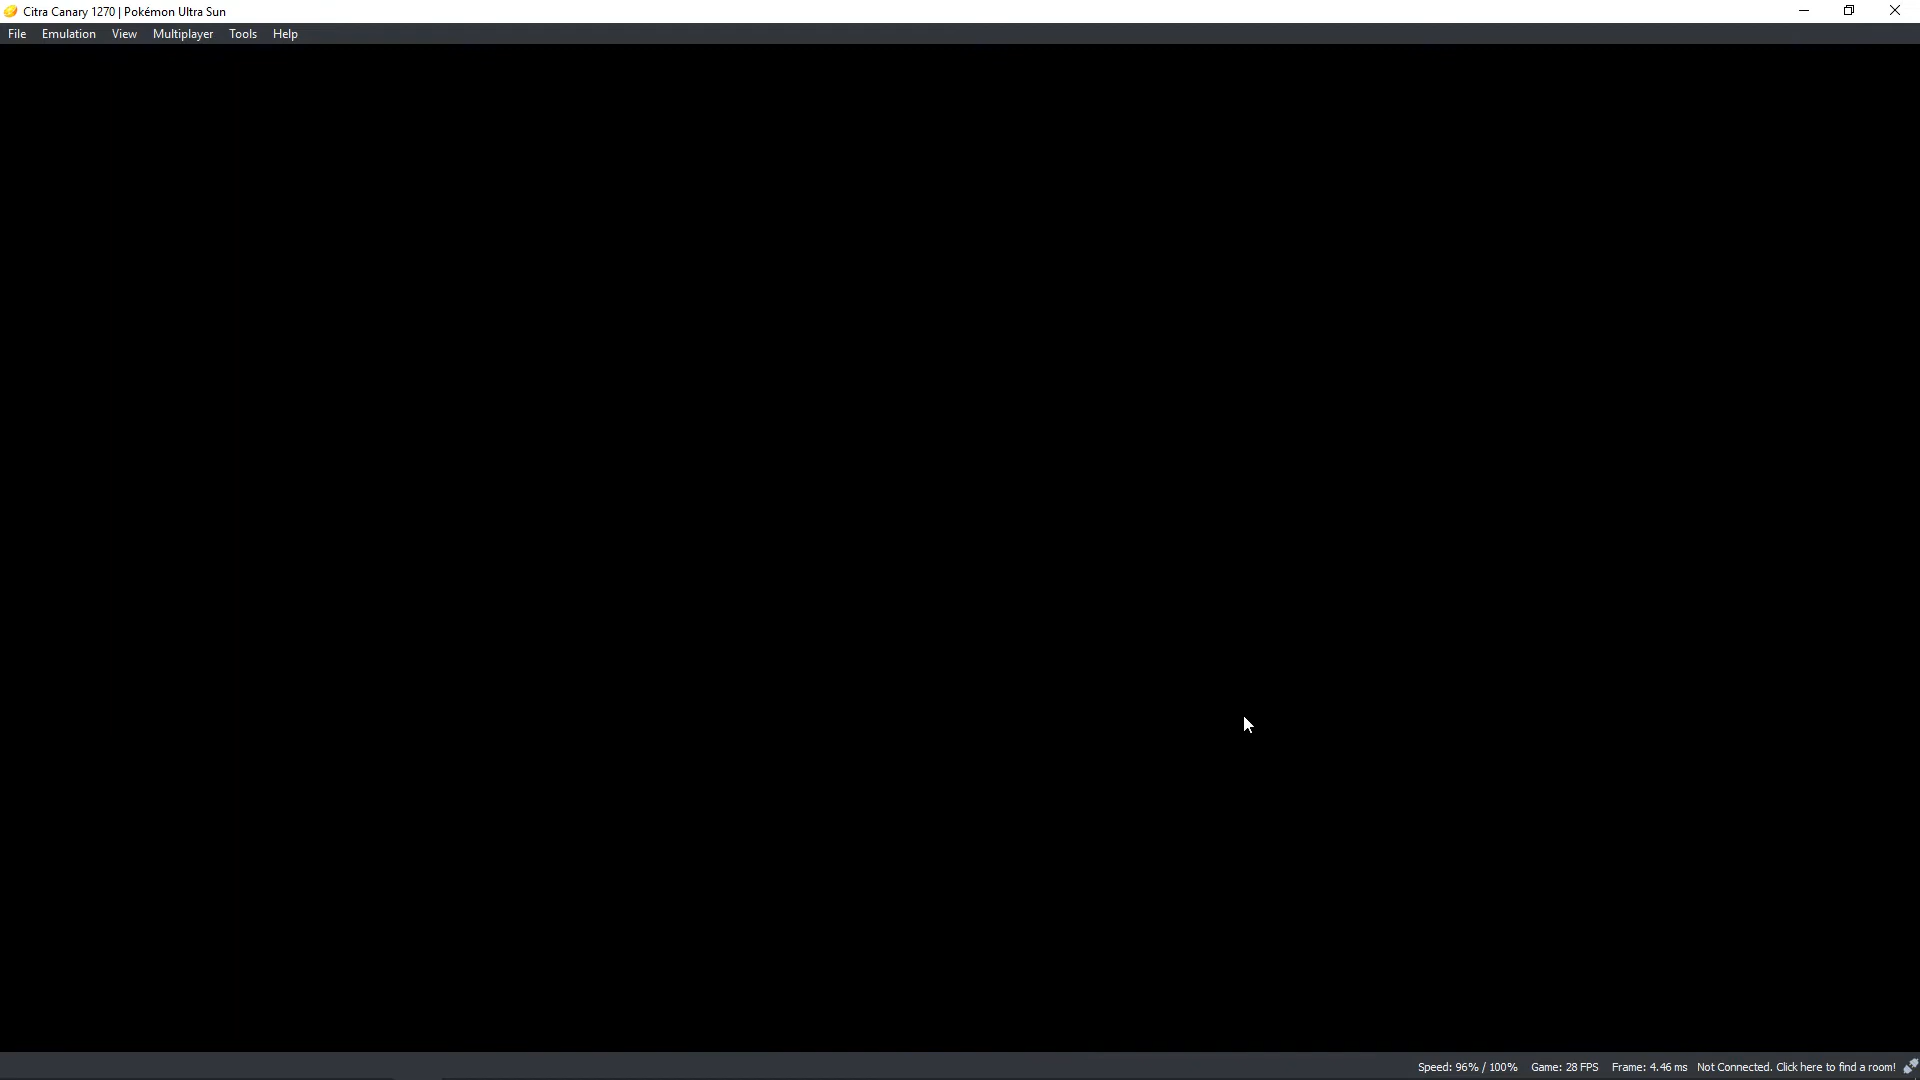 Citra Canary 1270 | Pokémon Ultra Sun
File Emulation View Multiplayer Tools Help
Speed: 96% / 100% Game: 28 FPS Frame: 4.46 ms Not Connected. Click here to find a room!